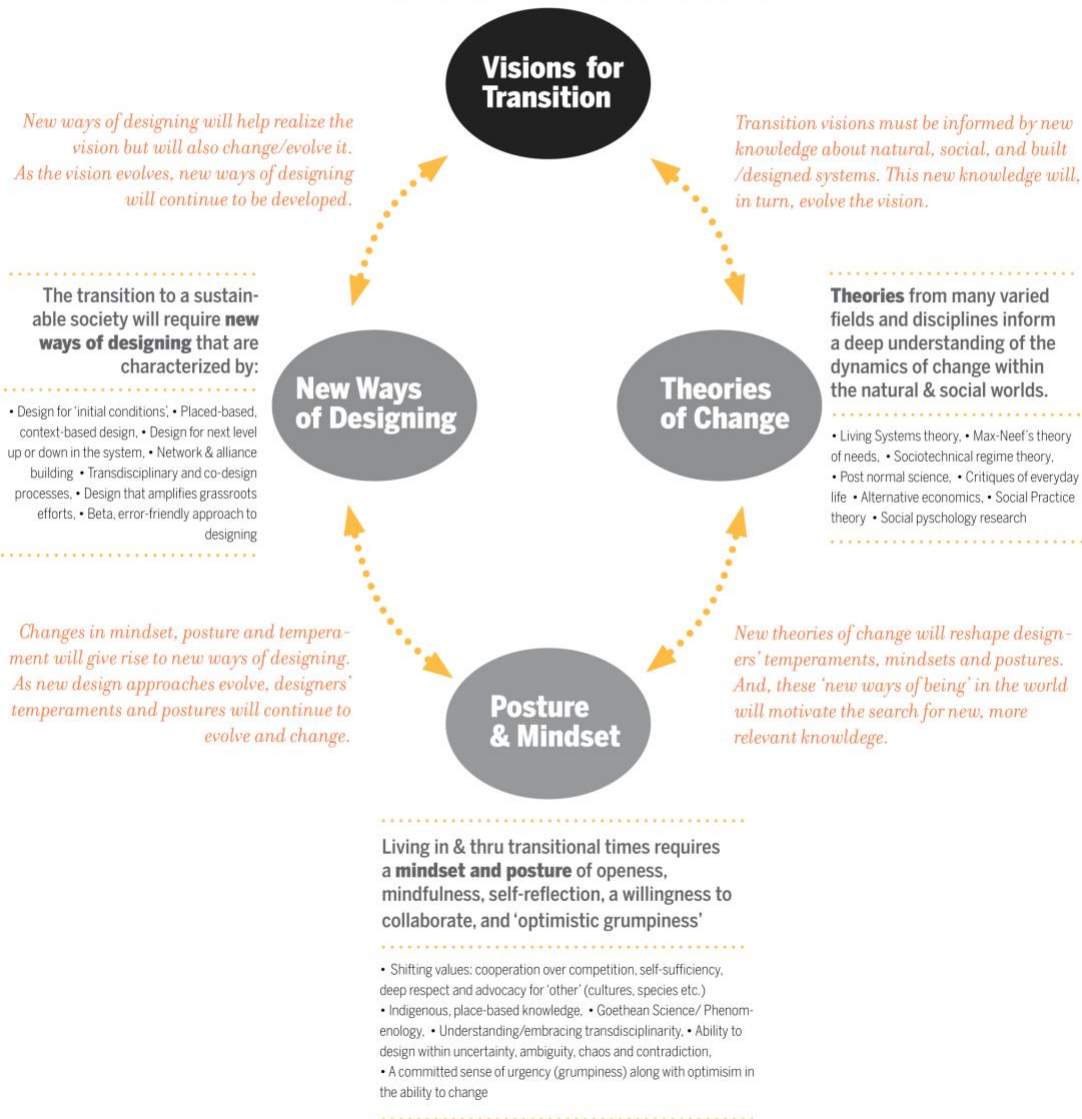 Visions for
Transition
New ways of designing will help realize the
vision but will also change/evolve it.
As the vision evolves, new ways of designing
will continue to be developed.
Transition visions must be informed by new
knowledge about natural, social, and built
/designed systems. This new knowledge will,
in turn, evolve the vision.
The transition to a sustain-
able society will require new
ways of designing that are
characterized by:
• Design for 'initial conditions', • Placed-based,
context-based design, • Design for next level
up or down in the system, • Network & alliance
building • Transdisciplinary and co-design
processes, • Design that amplifies grassroots
efforts, • Beta, error-friendly approach to
designing
New Ways
of Designing
Theories
of Change
Theories from many varied
fields and disciplines inform
a deep understanding of the
dynamics of change within
the natural & social worlds.
• Living Systems theory, • Max-Neef's theory
of needs, • Sociotechnical regime theory,
• Post normal science, • Critiques of everyday
life • Alternative economics, • Social Practice
theory • Social pyschology research
Changes in mindset, posture and tempera-
ment will give rise to new ways of designing.
As new design approaches evolve, designers'
temperaments and postures will continue to
evolve and change.
New theories of change will reshape design-
ers' temperaments, mindsets and postures.
And, these 'new ways of being' in the world
will motivate the search for new, more
relevant knowldege.
Posture
& Mindset
Living in & thru transitional times requires
a mindset and posture of openess,
mindfulness, self-reflection, a willingness to
collaborate, and 'optimistic grumpiness'
• Shifting values: cooperation over competition, self-sufficiency,
deep respect and advocacy for 'other' (cultures, species etc.)
• Indigenous, place-based knowledge, • Goethean Science/ Phenom-
enology, • Understanding/embracing transdisciplinarity, • Ability to
design within uncertainty, ambiguity, chaos and contradiction,
• A committed sense of urgency (grumpiness) along with optimisim in
the ability to change